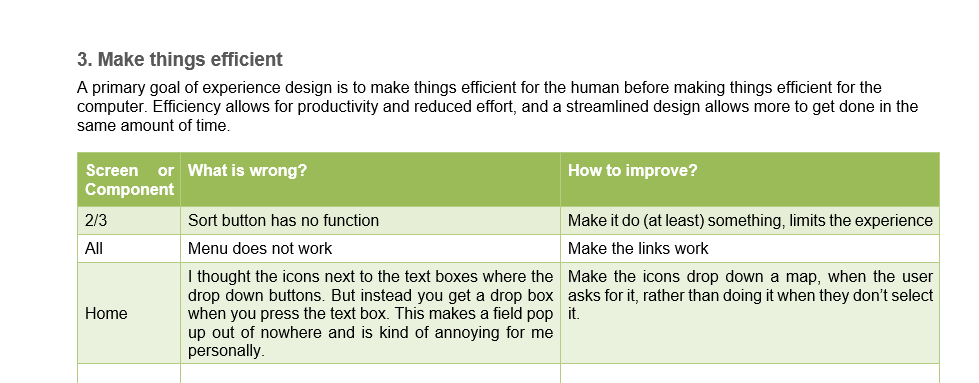 3. Make things efficient
A primary goal of experience design is to make things efficient for the human before making things efficient for the
computer. Efficiency allows for productivity and reduced effort, and a streamlined design allows more to get done in the
same amount of time.
Screen or
Component
What is wrong?
How to improve?
2/3
Sort button has no function
Make it do (at least) something, limits the experience
All
Menu does not work
Make the links work
Home
I thought the icons next to the text boxes where the
drop down buttons. But instead you get a drop box
when you press the text box. This makes a field pop
up out of nowhere and is kind of annoying for me
personally.
Make the icons drop down a map, when the user
asks for it, rather than doing it when they don’t select
it.